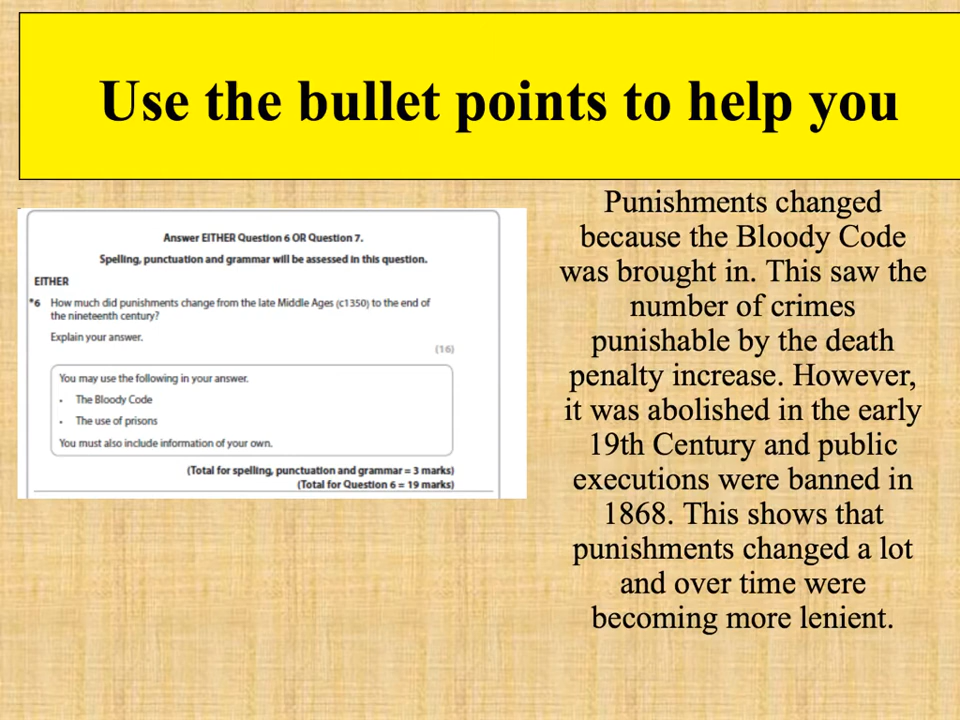 Use the bullet points to help you
Answer EITHER Question 6 OR Question 7.
Spelling, punctuation and grammar will be assessed in this question.
EITHER
*6 How much did punishments change from the late Middle Ages (c1350) to the end of
the nineteenth century?
Explain your answer.
(16)
You may use the following in your answer.
• The Bloody Code
• The use of prisons
You must also include information of your own.
(Total for spelling, punctuation and grammar = 3 marks)
(Total for Question 6 = 19 marks)
Punishments changed
because the Bloody Code
was brought in. This saw the
number of crimes
punishable by the death
penalty increase. However,
it was abolished in the early
19th Century and public
executions were banned in
1868. This shows that
punishments changed a lot
and over time were
becoming more lenient.